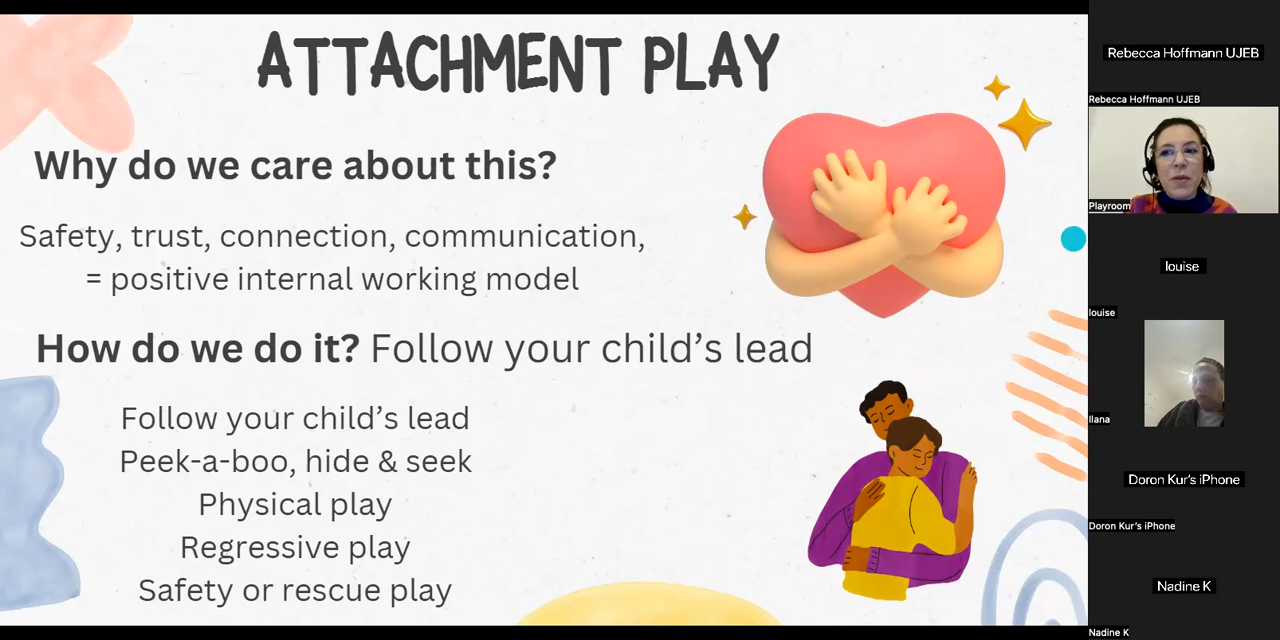 ATTACHMENT PLAY
Why do we care about this?
Safety, trust, connection, communication,
= positive internal working model
How do we do it? Follow your child’s lead
Follow your child’s lead
Peek-a-boo, hide & seek
Physical play
Regressive play
Safety or rescue play
Rebecca Hoffmann UJEB
Rebecca Hoffmann UJEB
Playroom
louise
louise
Ilana
Doron Kur’s iPhone
Doron Kur’s iPhone
Nadine K
Nadine K